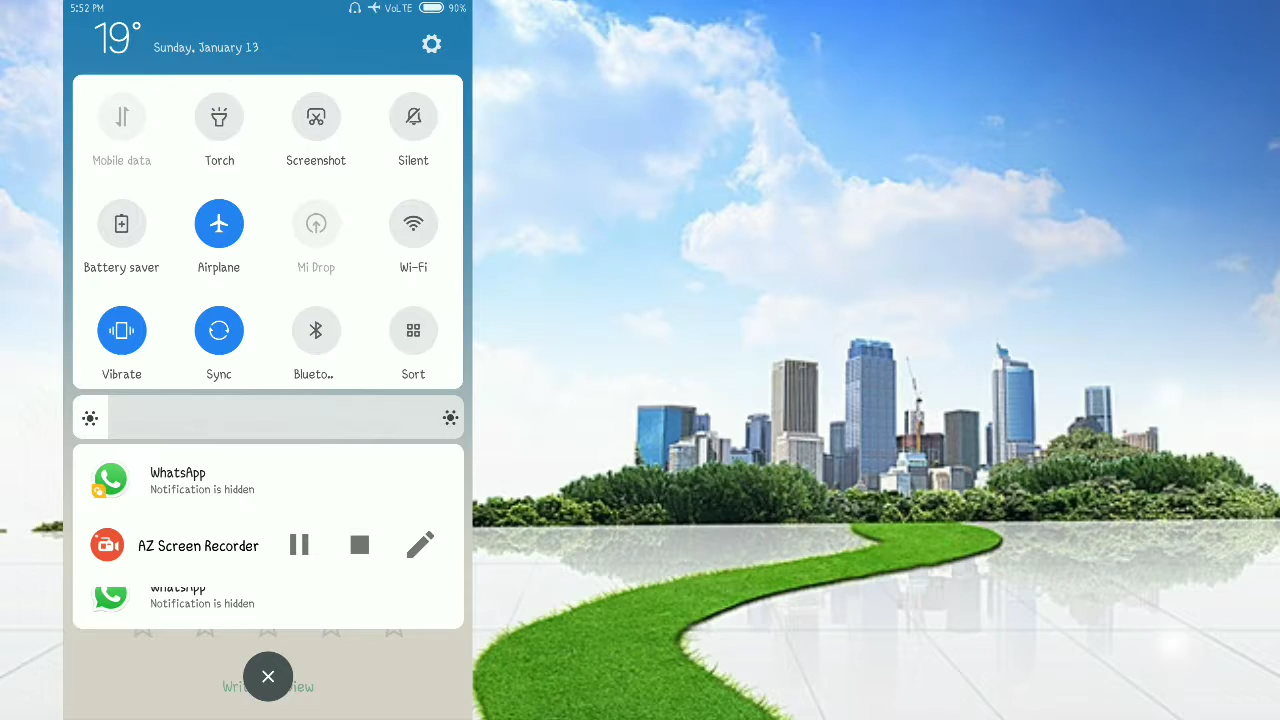 5:52 PM VoLTE 90%
19° Sunday, January 13
Mobile data Torch Screenshot Silent
Battery saver Airplane Mi Drop Wi-Fi
Vibrate Sync Blueto.. Sort
WhatsApp
Notification is hidden
AZ Screen Recorder
WhatsApp
Notification is hidden